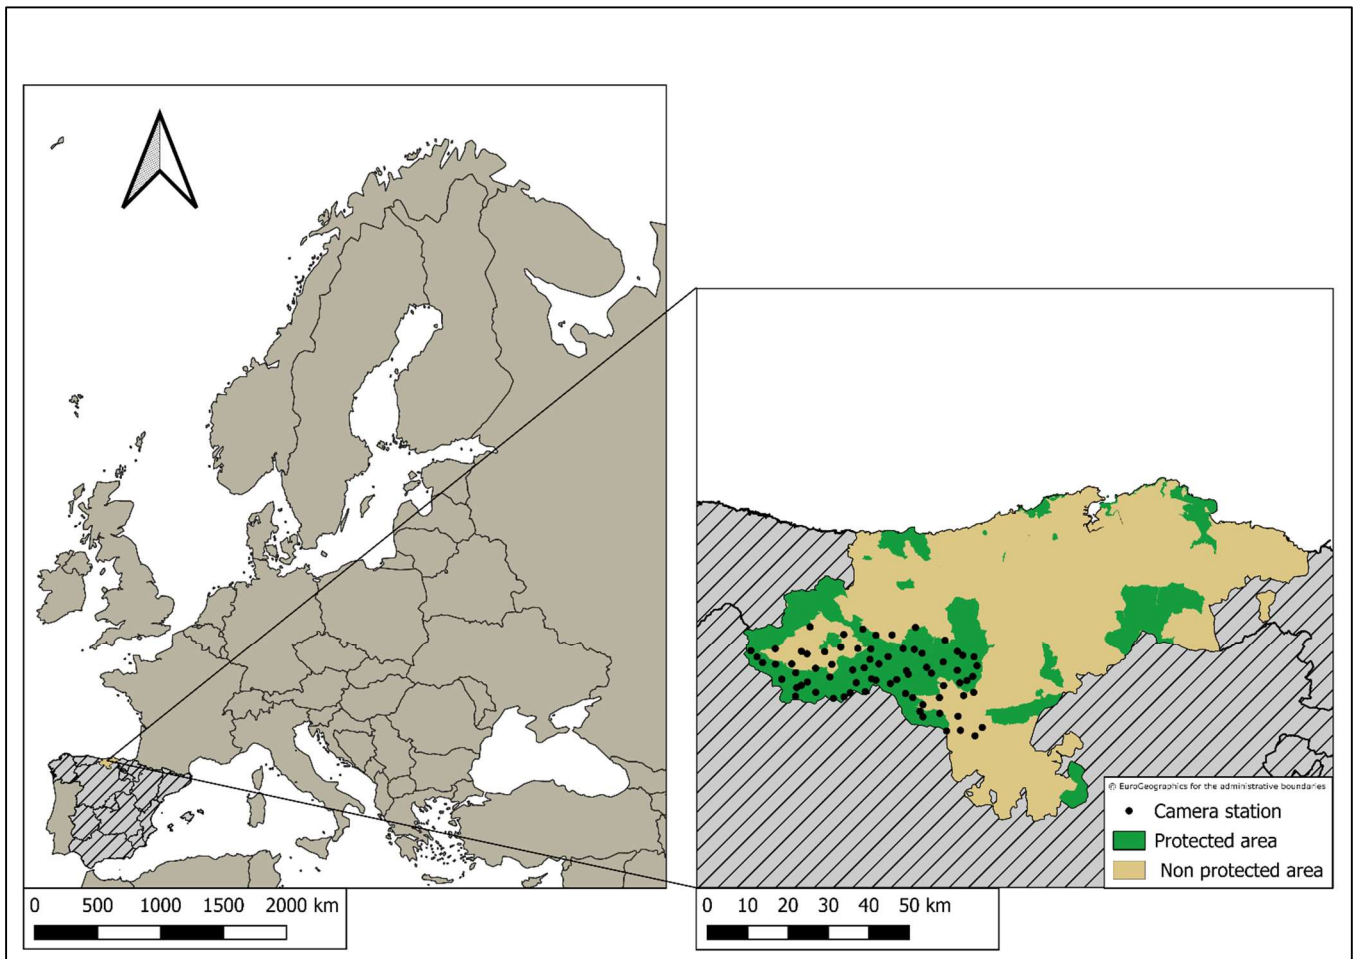 © EuroGeographics for the administrative boundaries
Camera station
Protected area
Non protected area
0 500 1000 1500 2000 km
0 10 20 30 40 50 km